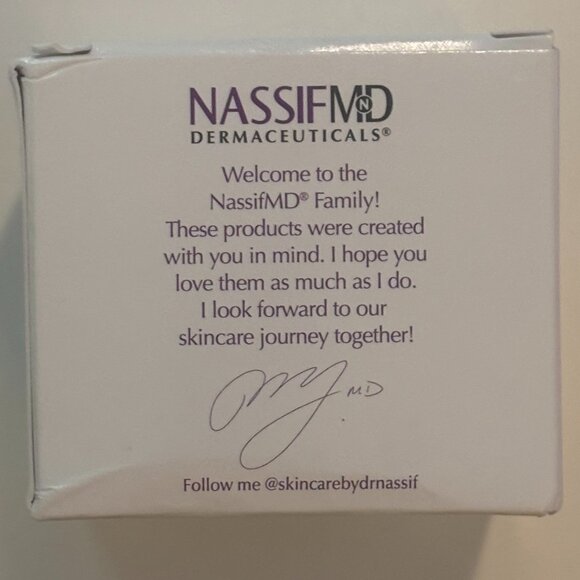 NASSIFMD
DERMACEUTICALS®
Welcome to the
NassifMD® Family!
These products were created
with you in mind. I hope you
love them as much as I do.
I look forward to our
skincare journey together!
MD
Follow me @skincarebydrnassif